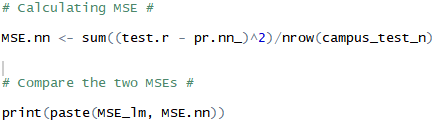 # Calculating MSE #
MSE.nn <- sum((test.r - pr.nn_)^2)/nrow(campus_test_n)
# Compare the two MSEs #
print(paste(MSE_lm, MSE.nn))